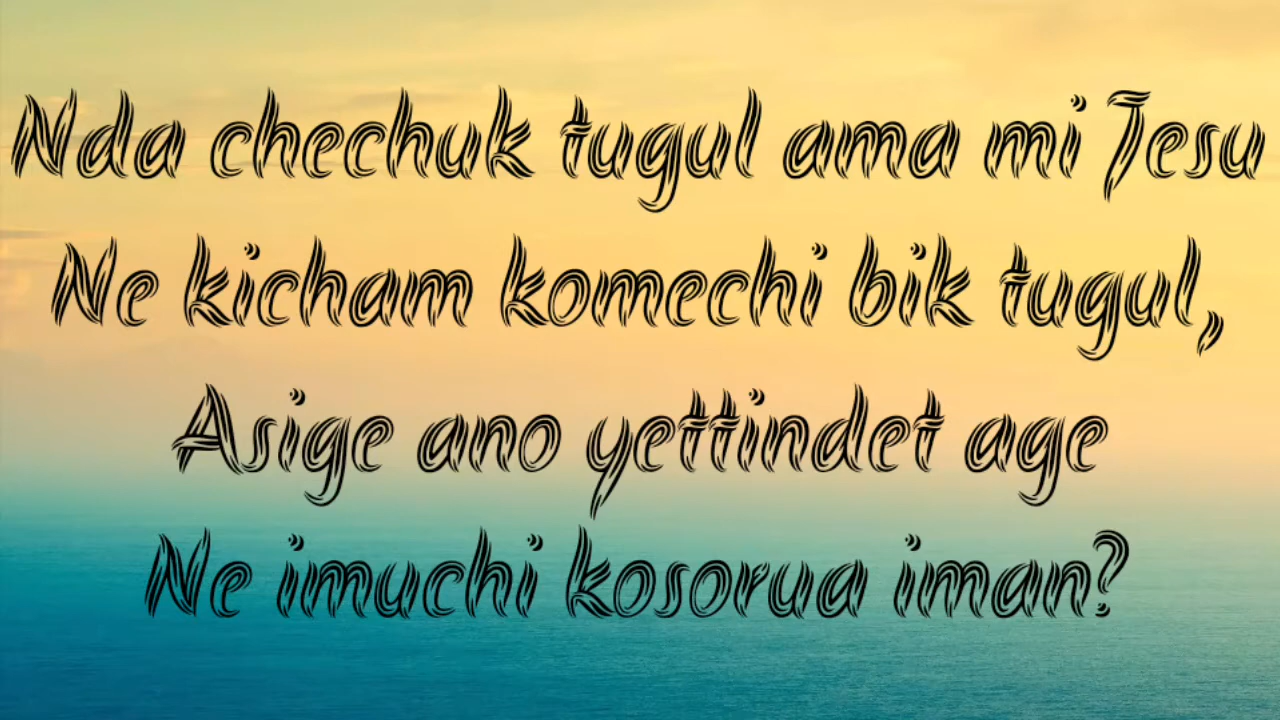 Nda chechuk tugul ama mi Jesu
Ne kicham komechi bik tugul,
Asige ano yettindet age
Ne imuchi kosorua iman?